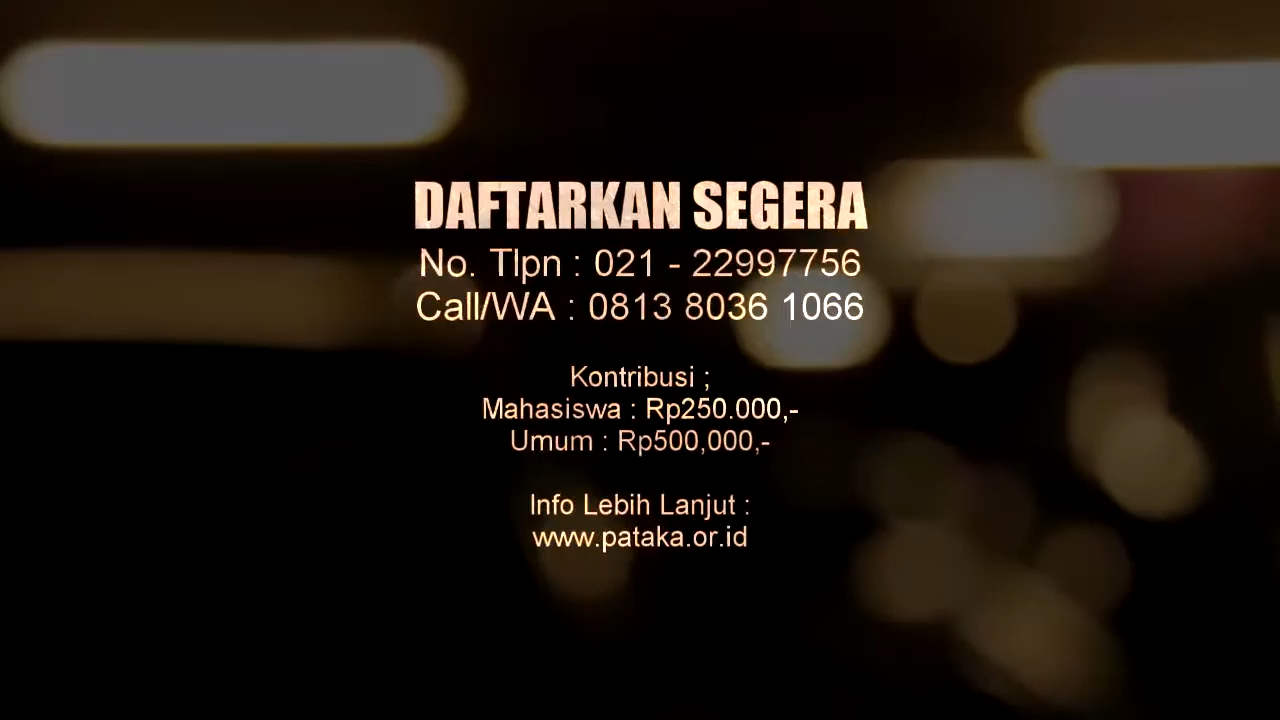 DAFTARKAN SEGERA
No. Tlpn : 021 - 22997756
Call/WA : 0813 8036 1066
Kontribusi ;
Mahasiswa : Rp250.000,-
Umum : Rp500,000,-
Info Lebih Lanjut :
www.pataka.or.id